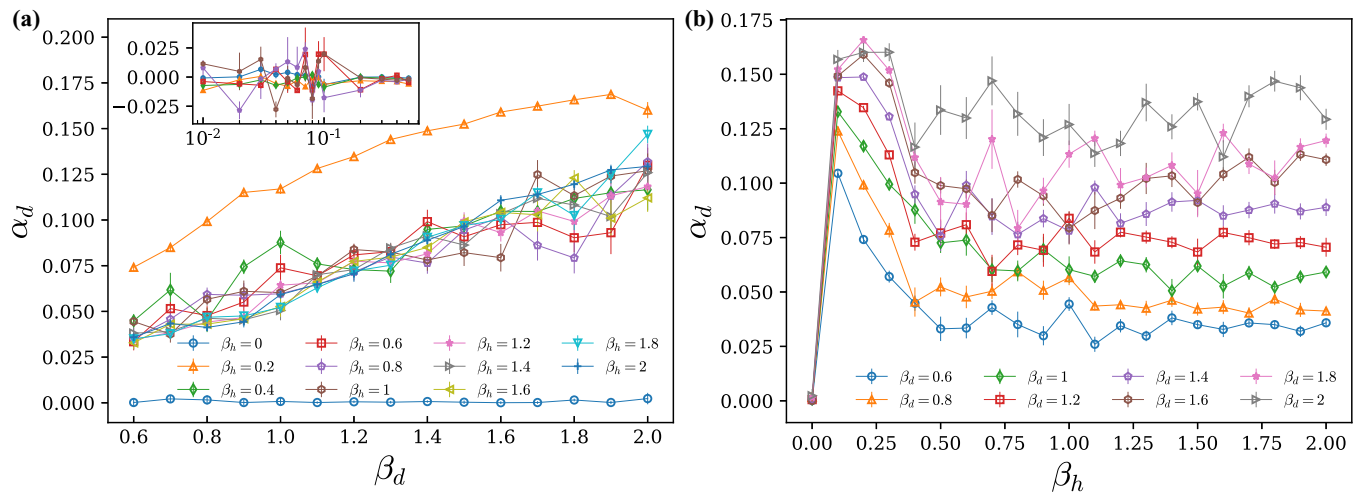 (a)
0.200
0.175
0.150
0.125
0.100
0.075
0.050
0.025
0.000
α_d
0.025
0.000
−0.025
10⁻²
10⁻¹
β_h = 0
β_h = 0.2
β_h = 0.4
β_h = 0.6
β_h = 0.8
β_h = 1
β_h = 1.2
β_h = 1.4
β_h = 1.6
β_h = 1.8
β_h = 2
0.6
0.8
1.0
1.2
1.4
1.6
1.8
2.0
β_d
(b)
0.175
0.150
0.125
0.100
0.075
0.050
0.025
0.000
α_d
β_d = 0.6
β_d = 0.8
β_d = 1
β_d = 1.2
β_d = 1.4
β_d = 1.6
β_d = 1.8
β_d = 2
0.00
0.25
0.50
0.75
1.00
1.25
1.50
1.75
2.00
β_h